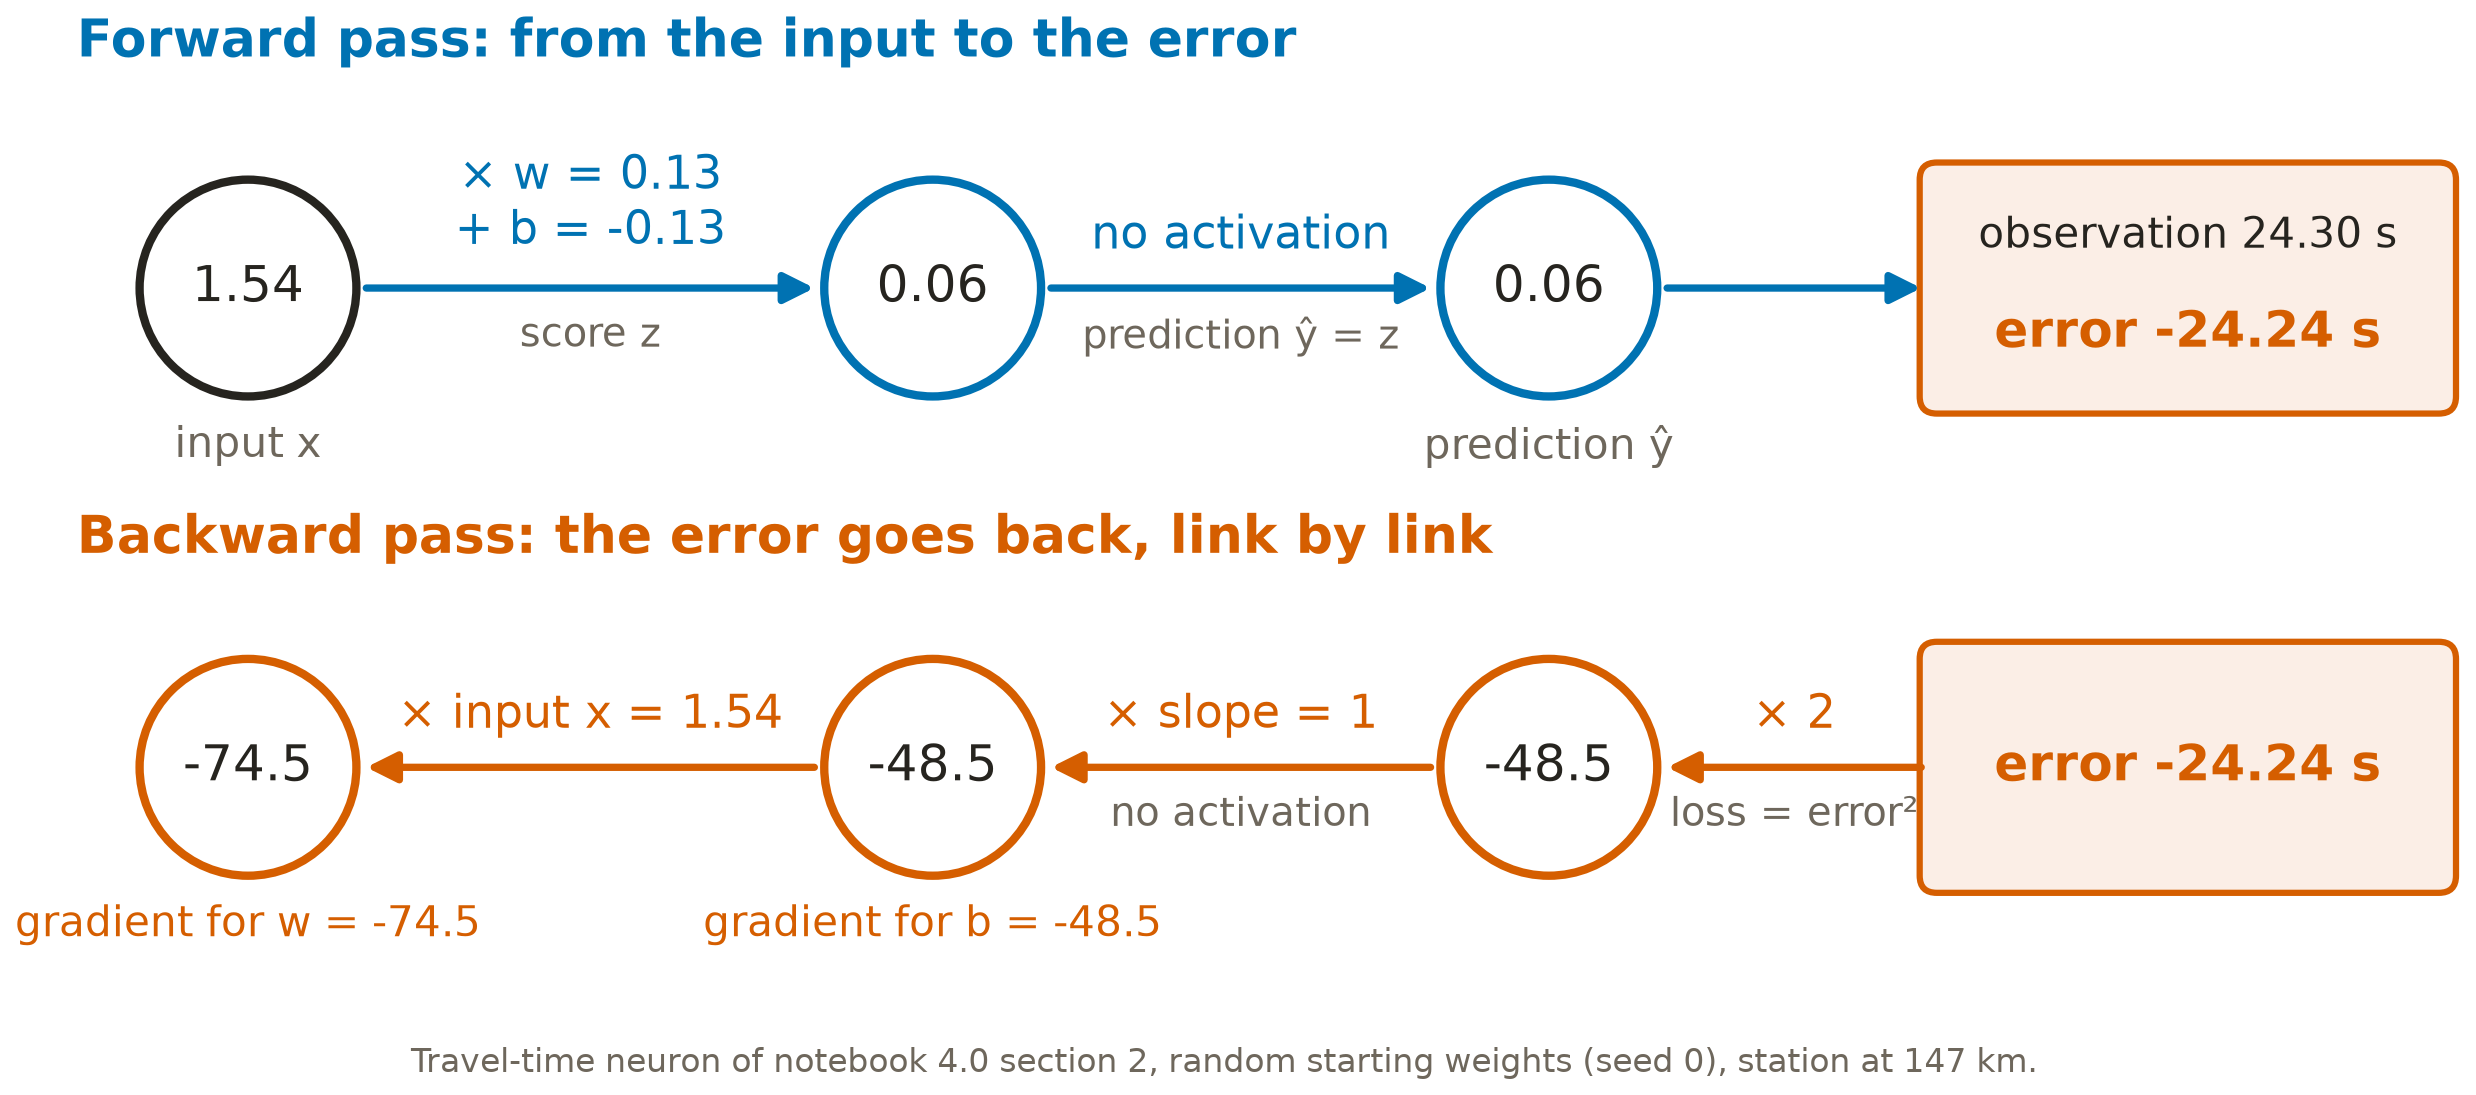 Forward pass: from the input to the error
× w = 0.13
+ b = -0.13
no activation
observation 24.30 s
1.54
0.06
0.06
score z
prediction ŷ = z
error -24.24 s
input x
prediction ŷ
Backward pass: the error goes back, link by link
× input x = 1.54
× slope = 1
× 2
-74.5
-48.5
-48.5
error -24.24 s
no activation
loss = error²
gradient for w = -74.5
gradient for b = -48.5
Travel-time neuron of notebook 4.0 section 2, random starting weights (seed 0), station at 147 km.